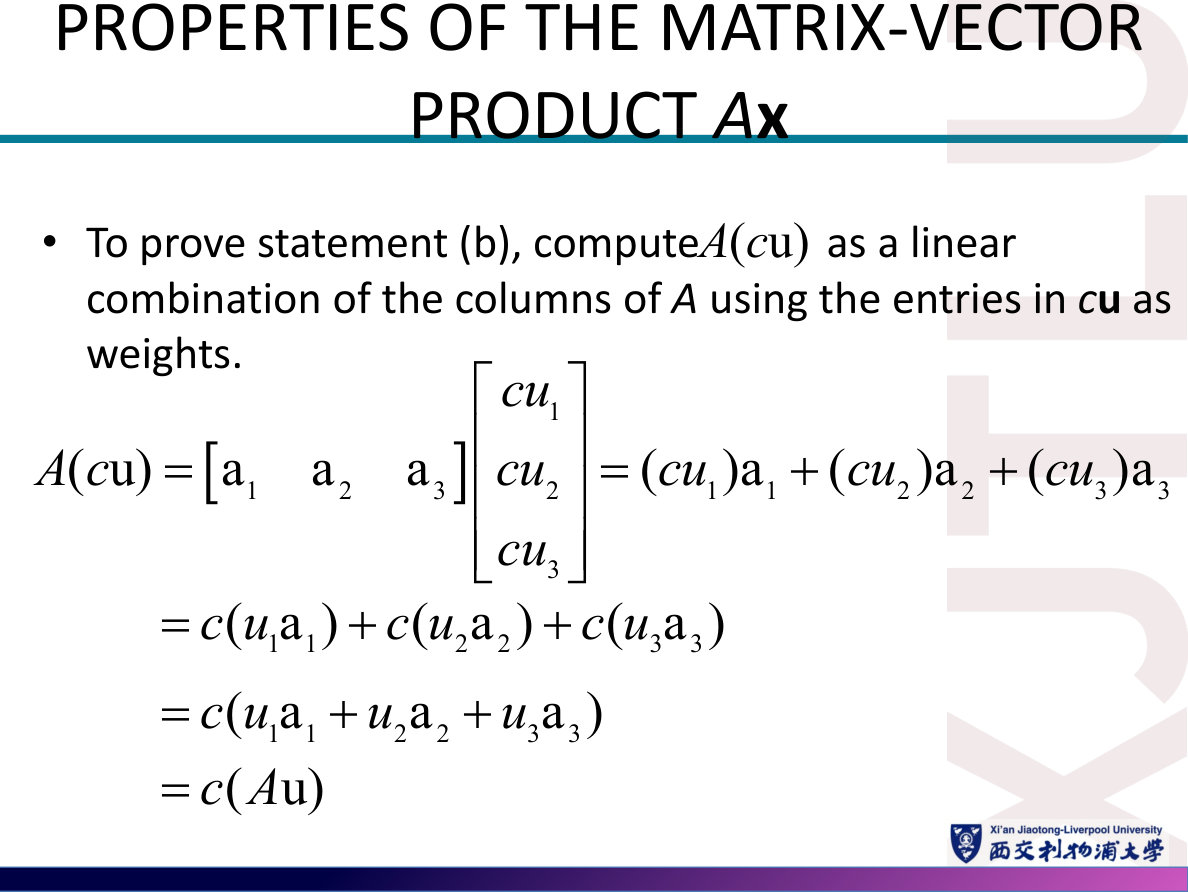 PROPERTIES OF THE MATRIX-VECTOR
PRODUCT Ax
• To prove statement (b), compute A(cu) as a linear
combination of the columns of A using the entries in cu as
weights.
A(cu) = [a₁ a₂ a₃] [cu₁ cu₂ cu₃] = (cu₁)a₁ + (cu₂)a₂ + (cu₃)a₃
= c(u₁a₁) + c(u₂a₂) + c(u₃a₃)
= c(u₁a₁ + u₂a₂ + u₃a₃)
= c(Au)
XJTLU
Xi'an Jiaotong-Liverpool University
西交利物浦大学